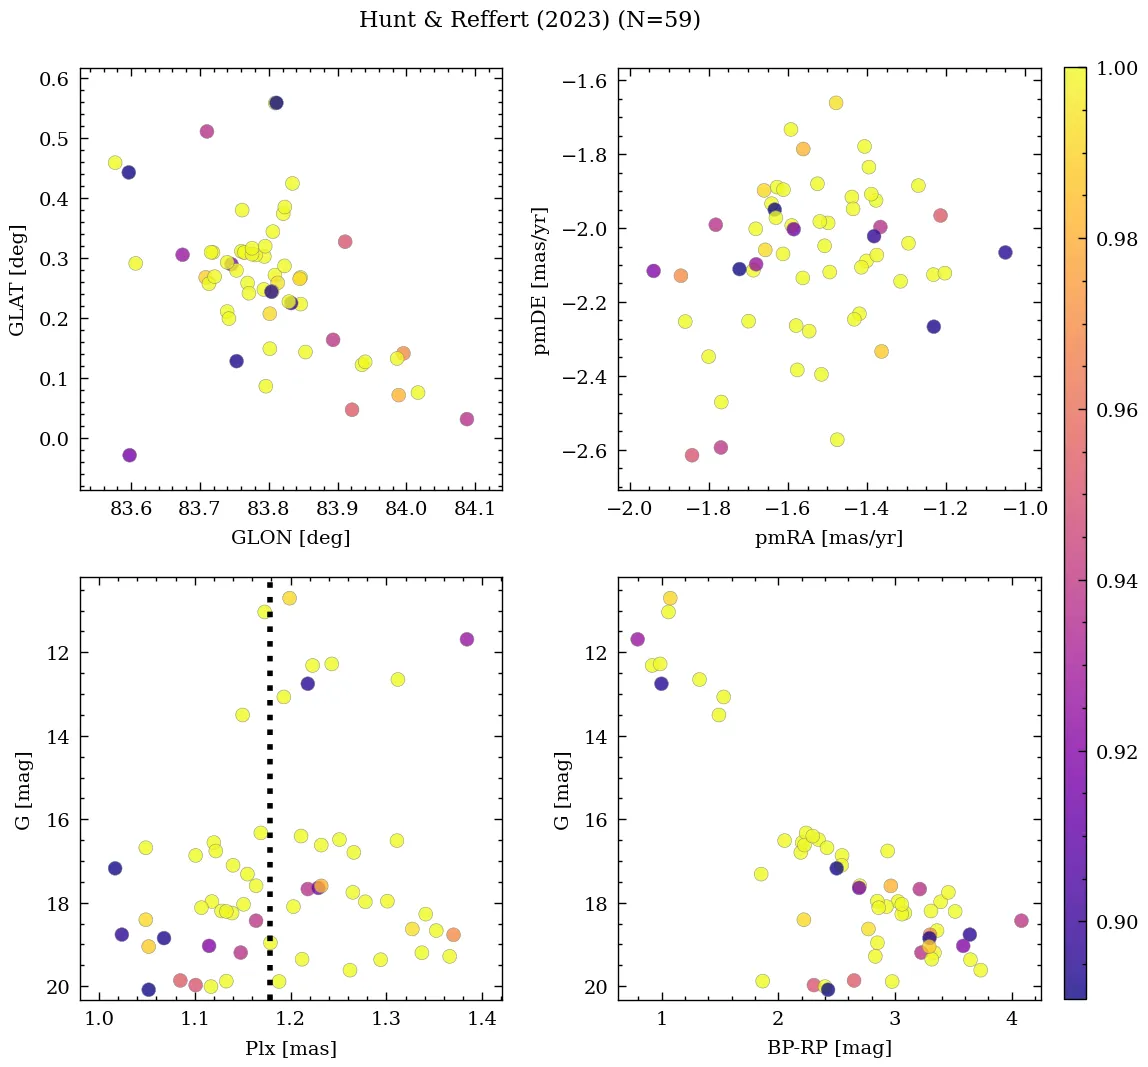 Hunt & Reffert (2023) (N=59)
0.6
0.5
0.4
0.3
0.2
0.1
0.0
GLAT [deg]
83.6 83.7 83.8 83.9 84.0 84.1
GLON [deg]
−1.6
−1.8
−2.0
−2.2
−2.4
−2.6
pmDE [mas/yr]
−2.0 −1.8 −1.6 −1.4 −1.2 −1.0
pmRA [mas/yr]
12
14
16
18
20
G [mag]
1.0 1.1 1.2 1.3 1.4
Plx [mas]
12
14
16
18
20
G [mag]
1 2 3 4
BP-RP [mag]
1.00
0.98
0.96
0.94
0.92
0.90